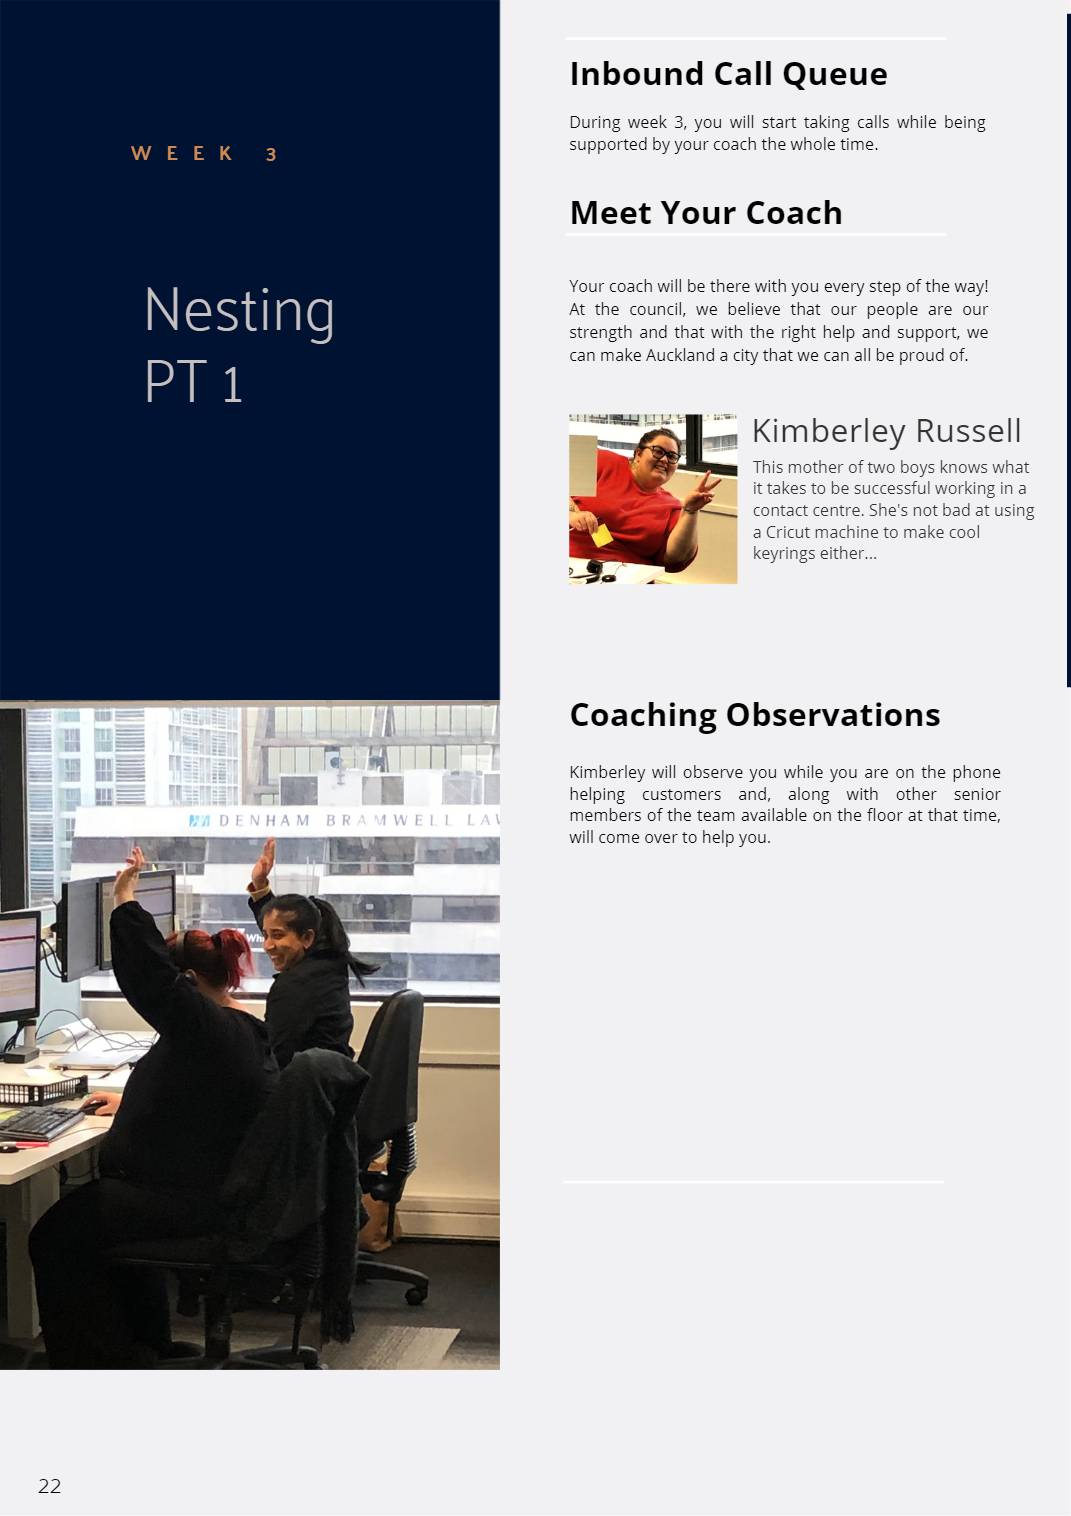 WEEK 3
Nesting
PT 1
Inbound Call Queue
During week 3, you will start taking calls while being
supported by your coach the whole time.
Meet Your Coach
Your coach will be there with you every step of the way!
At the council, we believe that our people are our
strength and that with the right help and support, we
can make Auckland a city that we can all be proud of.
Kimberley Russell
This mother of two boys knows what
it takes to be successful working in a
contact centre. She's not bad at using
a Cricut machine to make cool
keyrings either...
Coaching Observations
Kimberley will observe you while you are on the phone
helping customers and, along with other senior
members of the team available on the floor at that time,
will come over to help you.
DENHAM BRAMWELL LAW
Wh
22